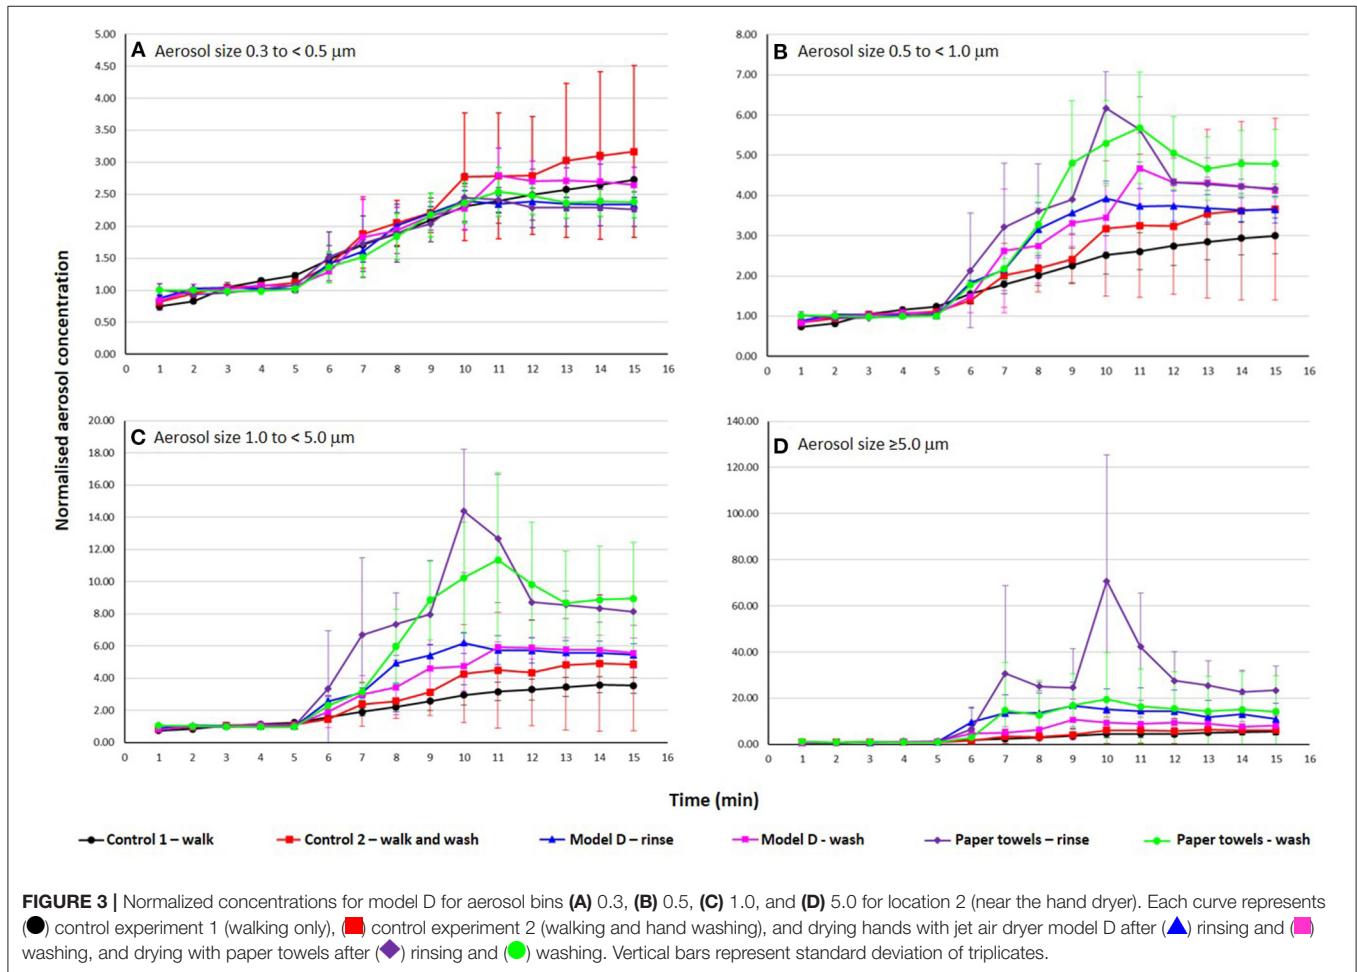 A Aerosol size 0.3 to < 0.5 µm
5.00
4.50
4.00
3.50
3.00
2.50
2.00
1.50
1.00
0.50
0.00
0 1 2 3 4 5 6 7 8 9 10 11 12 13 14 15 16
B Aerosol size 0.5 to < 1.0 µm
8.00
7.00
6.00
5.00
4.00
3.00
2.00
1.00
0.00
0 1 2 3 4 5 6 7 8 9 10 11 12 13 14 15 16
Normalised aerosol concentration
C Aerosol size 1.0 to < 5.0 µm
20.00
18.00
16.00
14.00
12.00
10.00
8.00
6.00
4.00
2.00
0.00
0 1 2 3 4 5 6 7 8 9 10 11 12 13 14 15 16
D Aerosol size ≥5.0 µm
140.00
120.00
100.00
80.00
60.00
40.00
20.00
0.00
0 1 2 3 4 5 6 7 8 9 10 11 12 13 14 15 16
Time (min)
Control 1 – walk Control 2 – walk and wash Model D – rinse Model D - wash Paper towels – rinse Paper towels - wash
FIGURE 3 | Normalized concentrations for model D for aerosol bins (A) 0.3, (B) 0.5, (C) 1.0, and (D) 5.0 for location 2 (near the hand dryer). Each curve represents
(●) control experiment 1 (walking only), (■) control experiment 2 (walking and hand washing), and drying hands with jet air dryer model D after (▲) rinsing and (■)
washing, and drying with paper towels after (◆) rinsing and (●) washing. Vertical bars represent standard deviation of triplicates.